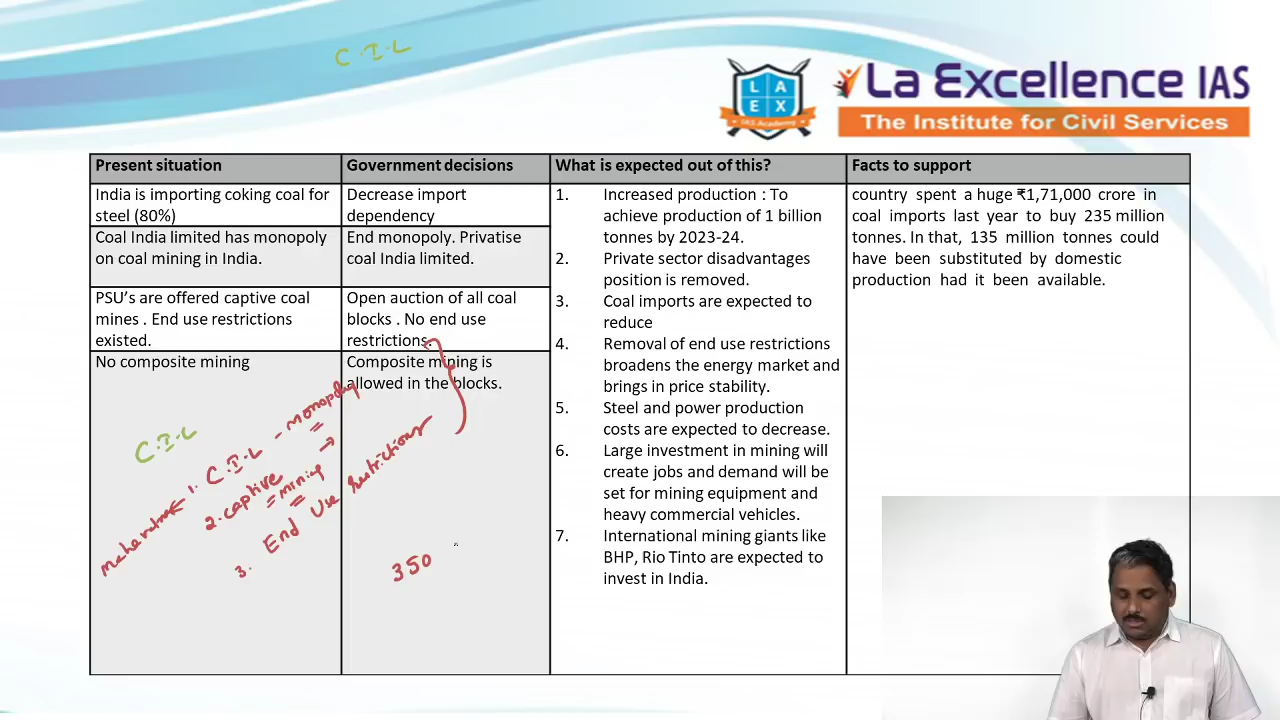 C.I.L
L A
E X
IAS Academy
La Excellence IAS
The Institute for Civil Services
Present situation
Government decisions
What is expected out of this?
Facts to support
India is importing coking coal for
steel (80%)
Decrease import
dependency
Coal India limited has monopoly
on coal mining in India.
End monopoly. Privatise
coal India limited.
PSU's are offered captive coal
mines . End use restrictions
existed.
Open auction of all coal
blocks . No end use
restrictions.
No composite mining
Composite mining is
allowed in the blocks.
1. Increased production : To
achieve production of 1 billion
tonnes by 2023-24.
2. Private sector disadvantages
position is removed.
3. Coal imports are expected to
reduce
4. Removal of end use restrictions
broadens the energy market and
brings in price stability.
5. Steel and power production
costs are expected to decrease.
6. Large investment in mining will
create jobs and demand will be
set for mining equipment and
heavy commercial vehicles.
7. International mining giants like
BHP, Rio Tinto are expected to
invest in India.
country spent a huge ₹1,71,000 crore in
coal imports last year to buy 235 million
tonnes. In that, 135 million tonnes could
have been substituted by domestic
production had it been available.
C.I.L
1. C.I.L - monopoly
2. captive mining →
3. End Use Restrictions
350